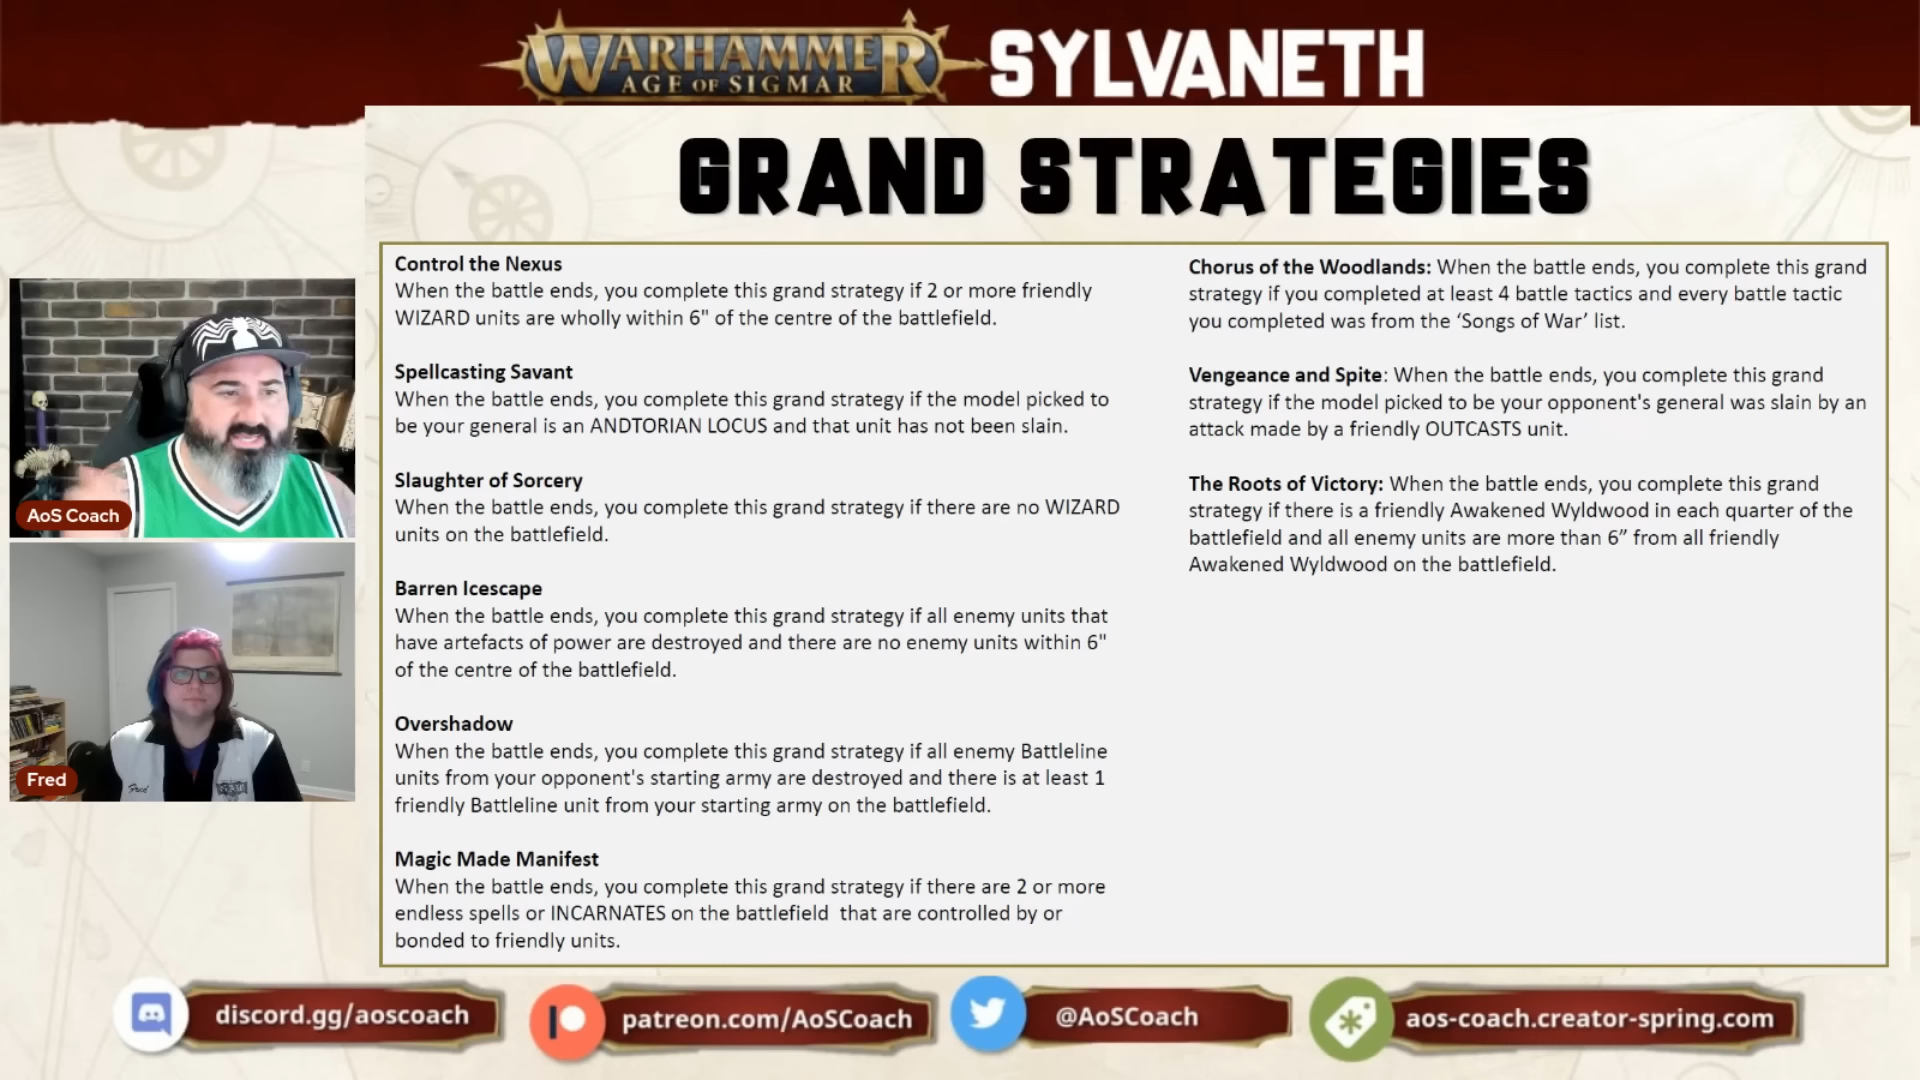 WARHAMMER
AGE OF SIGMAR
SYLVANETH
GRAND STRATEGIES
Control the Nexus
When the battle ends, you complete this grand strategy if 2 or more friendly
WIZARD units are wholly within 6" of the centre of the battlefield.
Spellcasting Savant
When the battle ends, you complete this grand strategy if the model picked to
be your general is an ANDTORIAN LOCUS and that unit has not been slain.
Slaughter of Sorcery
When the battle ends, you complete this grand strategy if there are no WIZARD
units on the battlefield.
Barren Icescape
When the battle ends, you complete this grand strategy if all enemy units that
have artefacts of power are destroyed and there are no enemy units within 6"
of the centre of the battlefield.
Overshadow
When the battle ends, you complete this grand strategy if all enemy Battleline
units from your opponent's starting army are destroyed and there is at least 1
friendly Battleline unit from your starting army on the battlefield.
Magic Made Manifest
When the battle ends, you complete this grand strategy if there are 2 or more
endless spells or INCARNATES on the battlefield  that are controlled by or
bonded to friendly units.
Chorus of the Woodlands: When the battle ends, you complete this grand
strategy if you completed at least 4 battle tactics and every battle tactic
you completed was from the ‘Songs of War’ list.
Vengeance and Spite: When the battle ends, you complete this grand
strategy if the model picked to be your opponent's general was slain by an
attack made by a friendly OUTCASTS unit.
The Roots of Victory: When the battle ends, you complete this grand
strategy if there is a friendly Awakened Wyldwood in each quarter of the
battlefield and all enemy units are more than 6” from all friendly
Awakened Wyldwood on the battlefield.
AoS Coach
Fred
Fred
discord.gg/aoscoach
patreon.com/AoSCoach
@AoSCoach
aos-coach.creator-spring.com